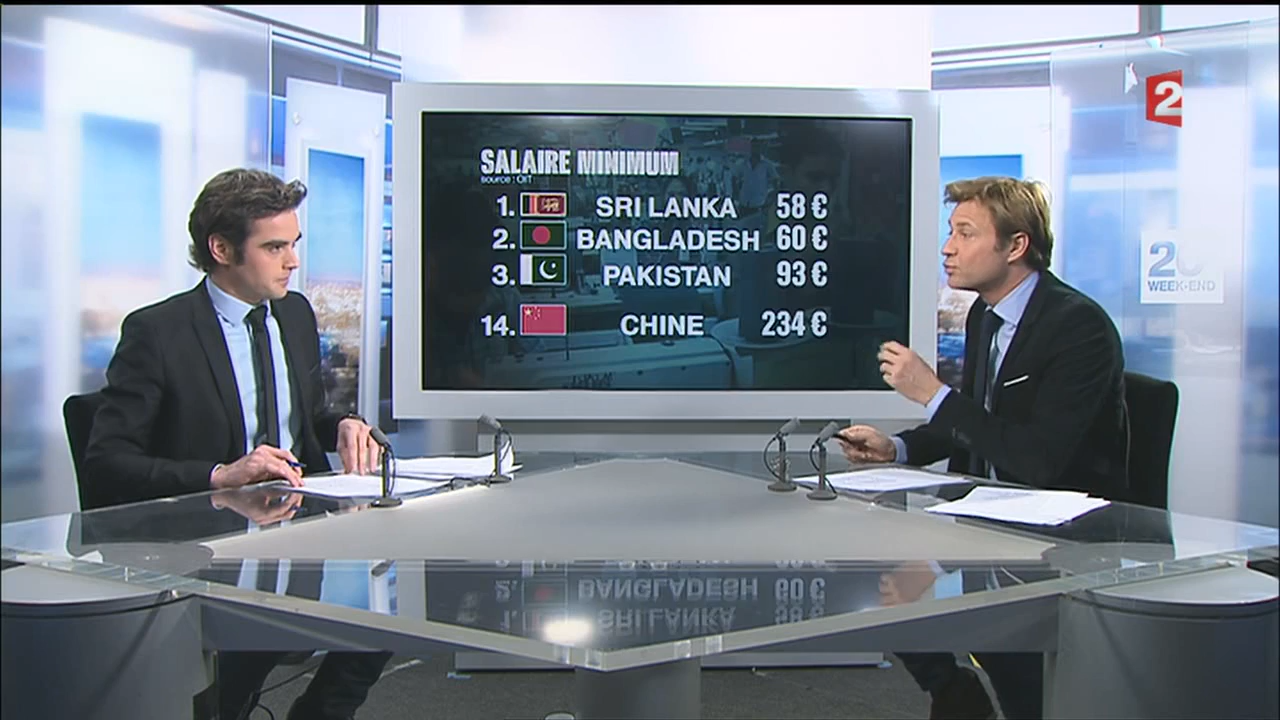 SALAIRE MINIMUM
source : OIT
1. SRI LANKA 58 €
2. BANGLADESH 60 €
3. PAKISTAN 93 €
14. CHINE 234 €
2
20
WEEK-END